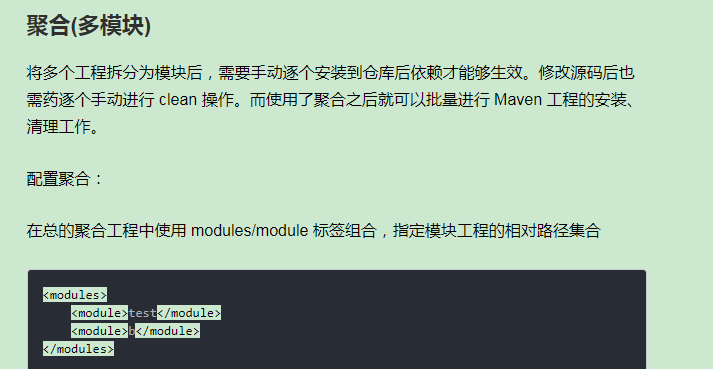 聚合(多模块)
将多个工程拆分为模块后，需要手动逐个安装到仓库后依赖才能够生效。修改源码后也
需药逐个手动进行 clean 操作。而使用了聚合之后就可以批量进行 Maven 工程的安装、
清理工作。
配置聚合：
在总的聚合工程中使用 modules/module 标签组合，指定模块工程的相对路径集合
<modules>
    <module>test</module>
    <module>b</module>
</modules>